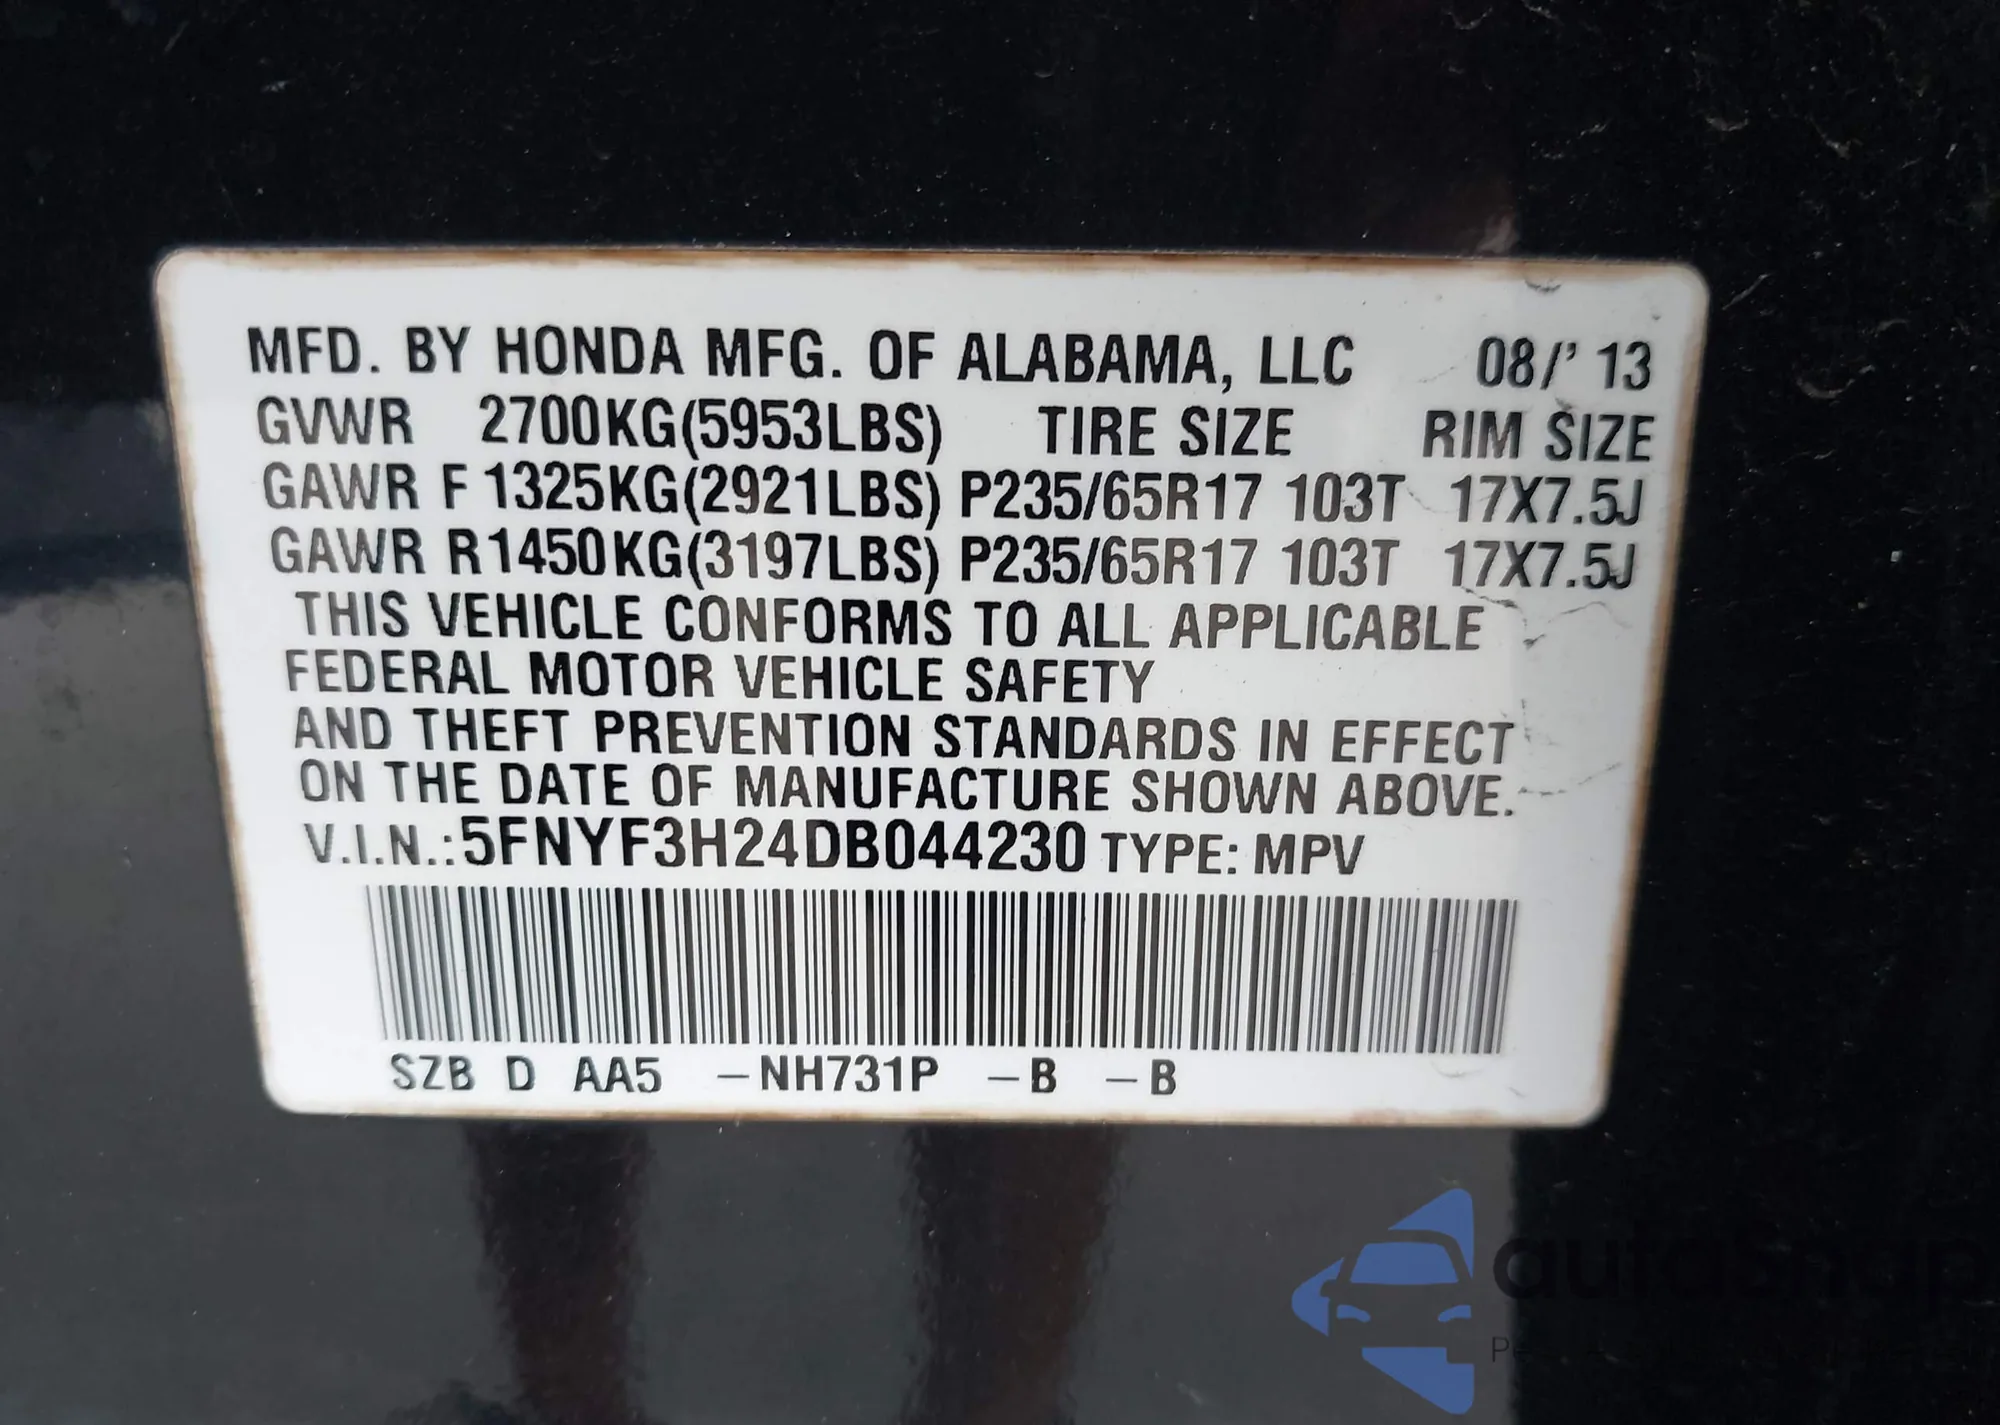 MFD. BY HONDA MFG. OF ALABAMA, LLC 08/' 13
GVWR 2700KG(5953LBS) TIRE SIZE RIM SIZE
GAWR F 1325KG(2921LBS) P235/65R17 103T 17X7.5J
GAWR R1450KG(3197LBS) P235/65R17 103T 17X7.5J
THIS VEHICLE CONFORMS TO ALL APPLICABLE
FEDERAL MOTOR VEHICLE SAFETY
AND THEFT PREVENTION STANDARDS IN EFFECT
ON THE DATE OF MANUFACTURE SHOWN ABOVE.
V.I.N.:5FNYF3H24DB044230 TYPE: MPV
SZB D AA5 –NH731P –B –B
autoshop